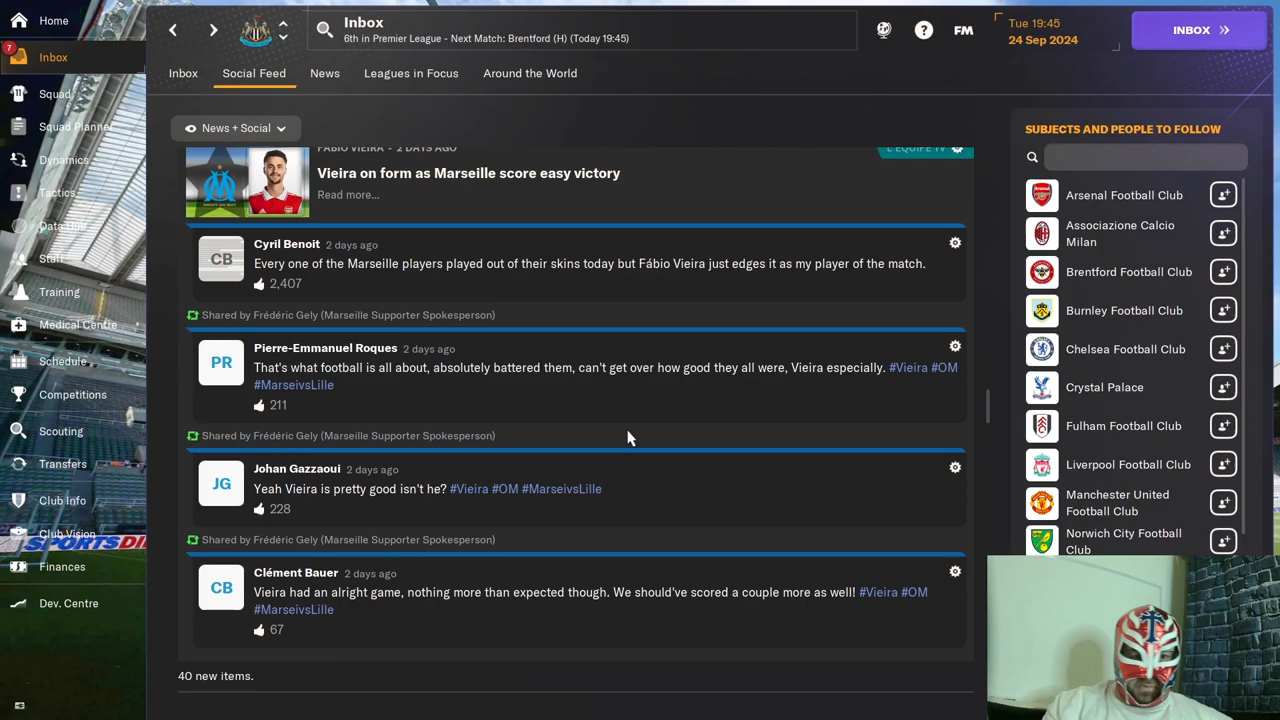 Home
7
Inbox
Squad
Squad Planner
Dynamics
Tactics
Data Hub
Staff
Training
Medical Centre
Schedule
Competitions
Scouting
Transfers
Club Info
Club Vision
SPORTS DI
Finances
Dev. Centre
Inbox
6th in Premier League - Next Match: Brentford (H) (Today 19:45)
?
FM
Tue 19:45
24 Sep 2024
INBOX
Inbox
Social Feed
News
Leagues in Focus
Around the World
News + Social
FÁBIO VIEIRA - 2 DAYS AGO
L'ÉQUIPE TV
Vieira on form as Marseille score easy victory
Read more...
CB
Cyril Benoit 2 days ago
Every one of the Marseille players played out of their skins today but Fábio Vieira just edges it as my player of the match.
2,407
Shared by Frédéric Gely (Marseille Supporter Spokesperson)
PR
Pierre-Emmanuel Roques 2 days ago
That's what football is all about, absolutely battered them, can't get over how good they all were, Vieira especially. #Vieira #OM
#MarseivsLille
211
Shared by Frédéric Gely (Marseille Supporter Spokesperson)
JG
Johan Gazzaoui 2 days ago
Yeah Vieira is pretty good isn't he? #Vieira #OM #MarseivsLille
228
Shared by Frédéric Gely (Marseille Supporter Spokesperson)
CB
Clément Bauer 2 days ago
Vieira had an alright game, nothing more than expected though. We should've scored a couple more as well! #Vieira #OM
#MarseivsLille
67
40 new items.
SUBJECTS AND PEOPLE TO FOLLOW
Arsenal Football Club
Associazione Calcio
Milan
Brentford Football Club
Burnley Football Club
Chelsea Football Club
Crystal Palace
Fulham Football Club
Liverpool Football Club
Manchester United
Football Club
Norwich City Football
Club